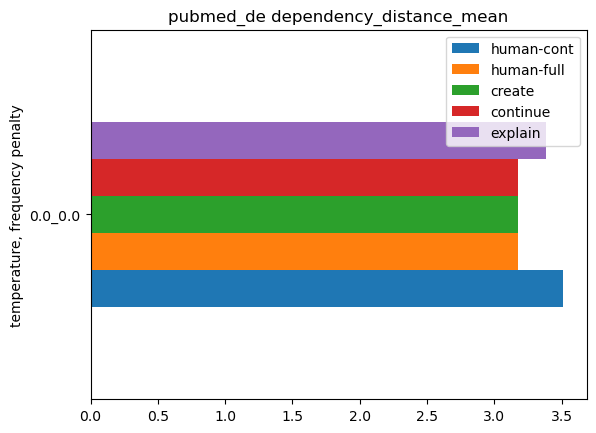 pubmed_de dependency_distance_mean
human-cont
human-full
create
continue
explain
temperature, frequency penalty
0.0_0.0
0.0 0.5 1.0 1.5 2.0 2.5 3.0 3.5